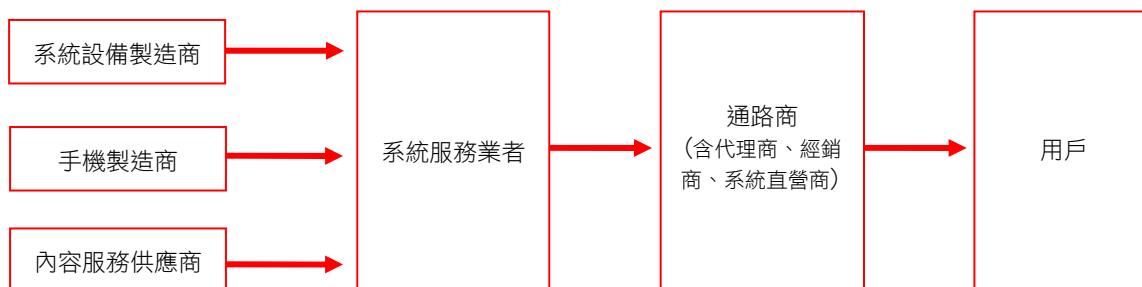 系統設備製造商
手機製造商
內容服務供應商
系統服務業者
通路商
(含代理商、經銷
商、系統直營商)
用戶